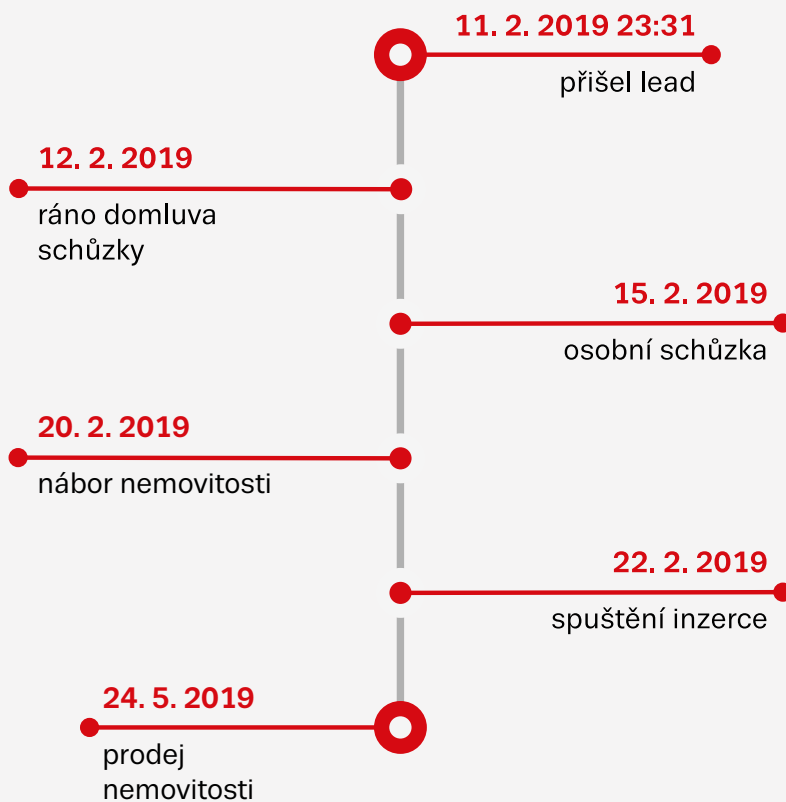 11. 2. 2019 23:31
přišel lead
12. 2. 2019
ráno domluva
schůzky
15. 2. 2019
osobní schůzka
20. 2. 2019
nábor nemovitosti
22. 2. 2019
spuštění inzerce
24. 5. 2019
prodej
nemovitosti